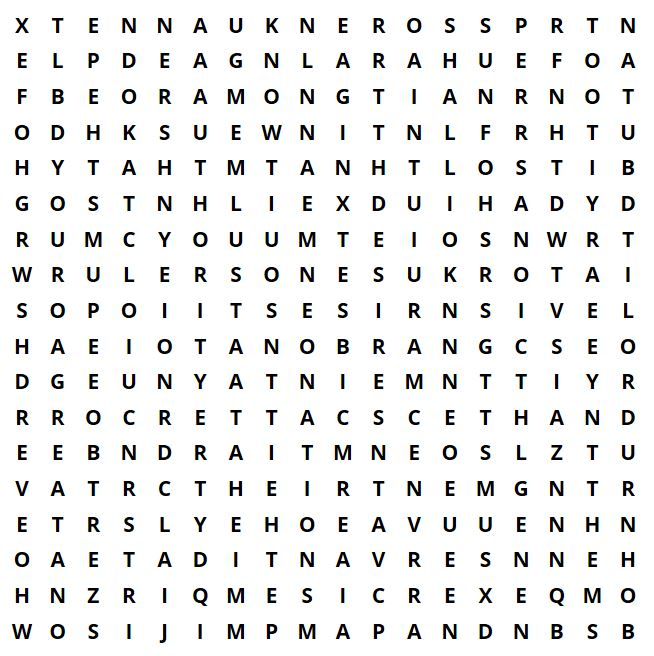 X T E N N A U K N E R O S S P R T N
E L P D E A G N L A R A H U E F O A
F B E O R A M O N G T I A N R N O T
O D H K S U E W N I T N L F R H T U
H Y T A H T M T A N H T L O S T I B
G O S T N H L I E X D U I H A D Y D
R U M C Y O U U M T E I O S N W R T
W R U L E R S O N E S U K R O T A I
S O P O I I T S E S I R N S I V E L
H A E I O T A N O B R A N G C S E O
D G E U N Y A T N I E M N T T I Y R
R R O C R E T T A C S C E T H A N D
E E B N D R A I T M N E O S L Z T U
V A T R C T H E I R T N E M G N T R
E T R S L Y E H O E A V U U E N H N
O A E T A D I T N A V R E S N N E H
H N Z R I Q M E S I C R E X E Q M O
W O S I J I M P M A P A N D N B S B